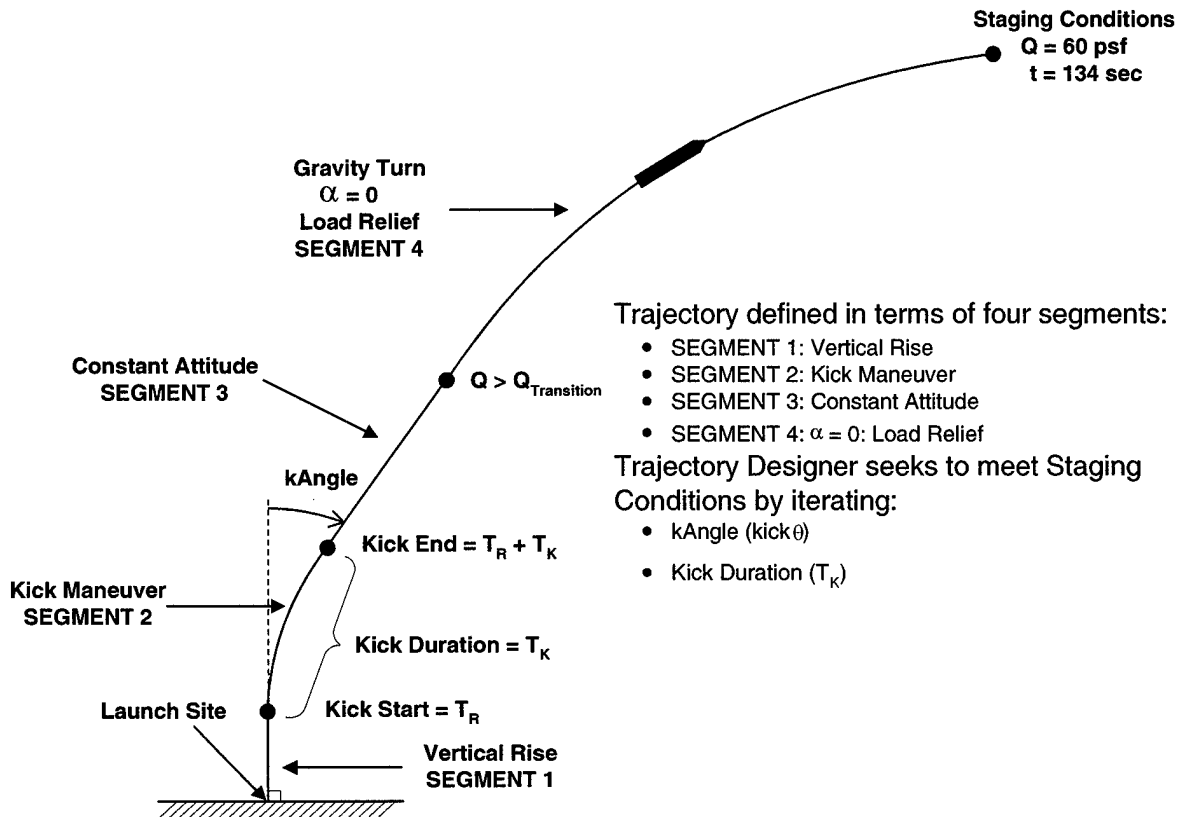 Staging Conditions
Q = 60 psf
t = 134 sec
Gravity Turn
α = 0
Load Relief
SEGMENT 4
Constant Attitude
SEGMENT 3
Q > Q_Transition
kAngle
Kick End = T_R + T_K
Kick Maneuver
SEGMENT 2
Kick Duration = T_K
Launch Site
Kick Start = T_R
Vertical Rise
SEGMENT 1
Trajectory defined in terms of four segments:
• SEGMENT 1: Vertical Rise
• SEGMENT 2: Kick Maneuver
• SEGMENT 3: Constant Attitude
• SEGMENT 4: α = 0: Load Relief
Trajectory Designer seeks to meet Staging
Conditions by iterating:
• kAngle (kick θ)
• Kick Duration (T_K)